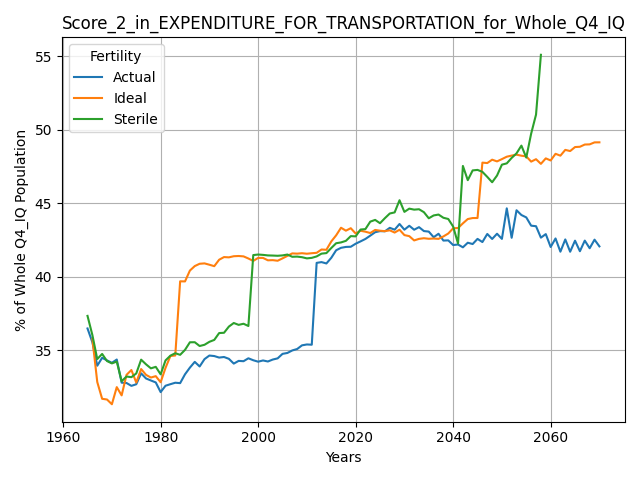 Score_2_in_EXPENDITURE_FOR_TRANSPORTATION_for_Whole_Q4_IQ
Fertility
Actual
Ideal
Sterile
% of Whole Q4_IQ Population
55
50
45
40
35
1960
1980
2000
2020
2040
2060
Years